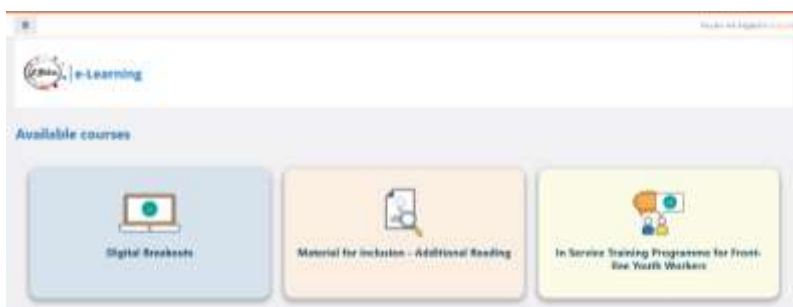 e-Learning
Available courses
Digital Breakouts
Material for Inclusion - Additional Reading
In Service Training Programme for Front-
line Youth Workers